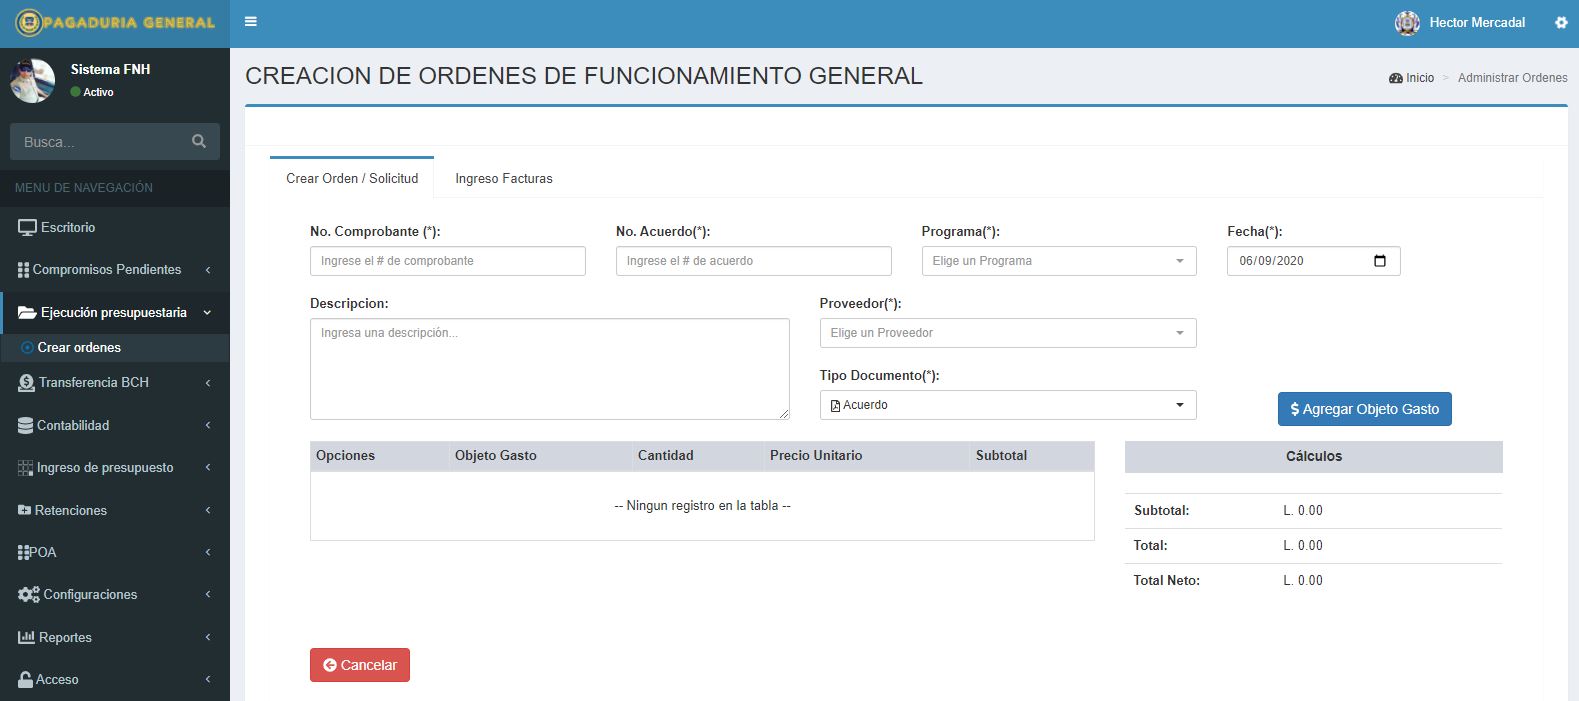 PAGADURIA GENERAL
Hector Mercadal
Sistema FNH
Activo
Busca...
MENU DE NAVEGACIÓN
Escritorio
Compromisos Pendientes
Ejecución presupuestaria
Crear ordenes
Transferencia BCH
Contabilidad
Ingreso de presupuesto
Retenciones
POA
Configuraciones
Reportes
Acceso
CREACION DE ORDENES DE FUNCIONAMIENTO GENERAL
Inicio > Administrar Ordenes
Crear Orden / Solicitud Ingreso Facturas
No. Comprobante (*): No. Acuerdo(*): Programa(*): Fecha(*):
Ingrese el # de comprobante Ingrese el # de acuerdo Elige un Programa 06/09/2020
Descripcion: Proveedor(*):
Ingresa una descripción... Elige un Proveedor
Tipo Documento(*):
Acuerdo
$ Agregar Objeto Gasto
Opciones Objeto Gasto Cantidad Precio Unitario Subtotal
-- Ningun registro en la tabla --
Cálculos
Subtotal: L. 0.00
Total: L. 0.00
Total Neto: L. 0.00
Cancelar